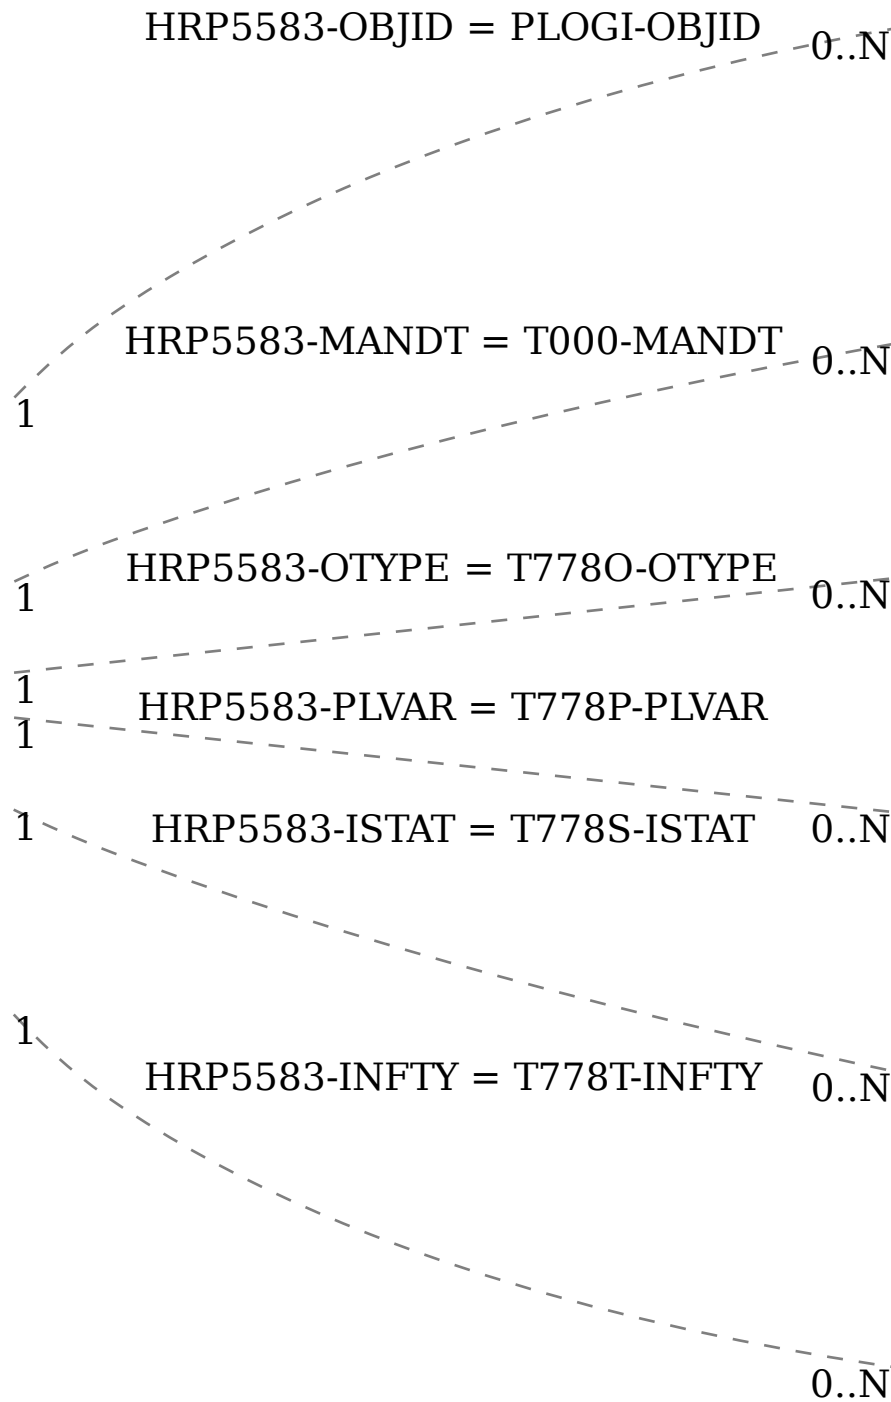 HRP5583-OBJID = PLOGI-OBJID
0..N
HRP5583-MANDT = T000-MANDT
0..N
1
HRP5583-OTYPE = T778O-OTYPE
0..N
1
1
HRP5583-PLVAR = T778P-PLVAR
1
HRP5583-ISTAT = T778S-ISTAT
0..N
1
1
HRP5583-INFTY = T778T-INFTY
0..N
0..N